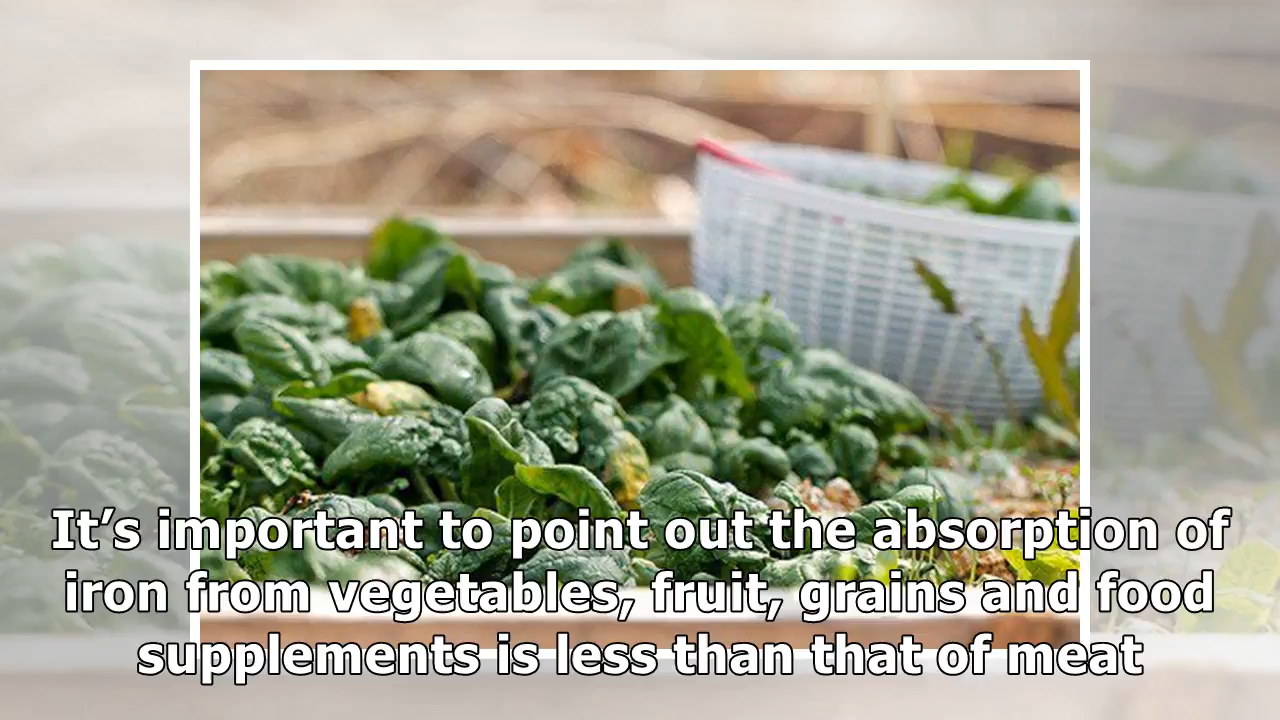 It’s important to point out the absorption of
iron from vegetables, fruit, grains and food
supplements is less than that of meat